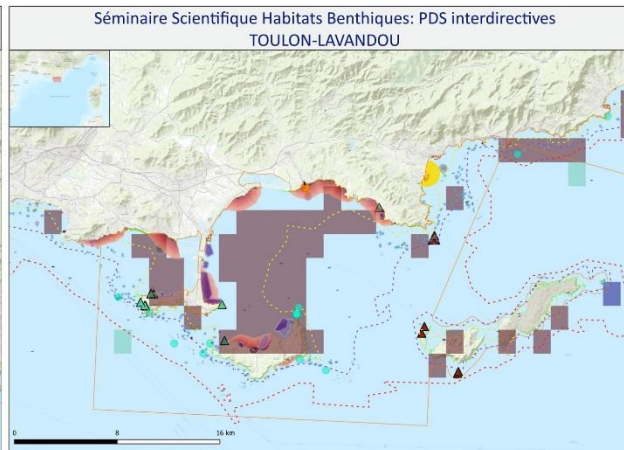 Séminaire Scientifique Habitats Benthiques: PDS interdirectives
TOULON-LAVANDOU
0 8 16 km